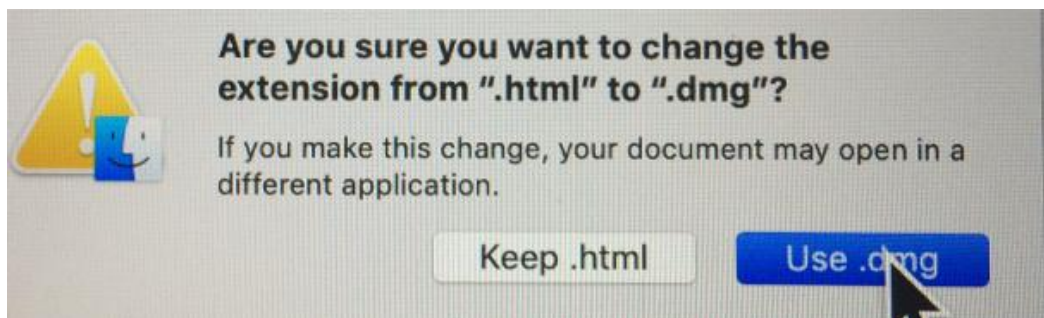 Are you sure you want to change the
extension from ".html" to ".dmg"?
If you make this change, your document may open in a
different application.
Keep .html
Use .dmg